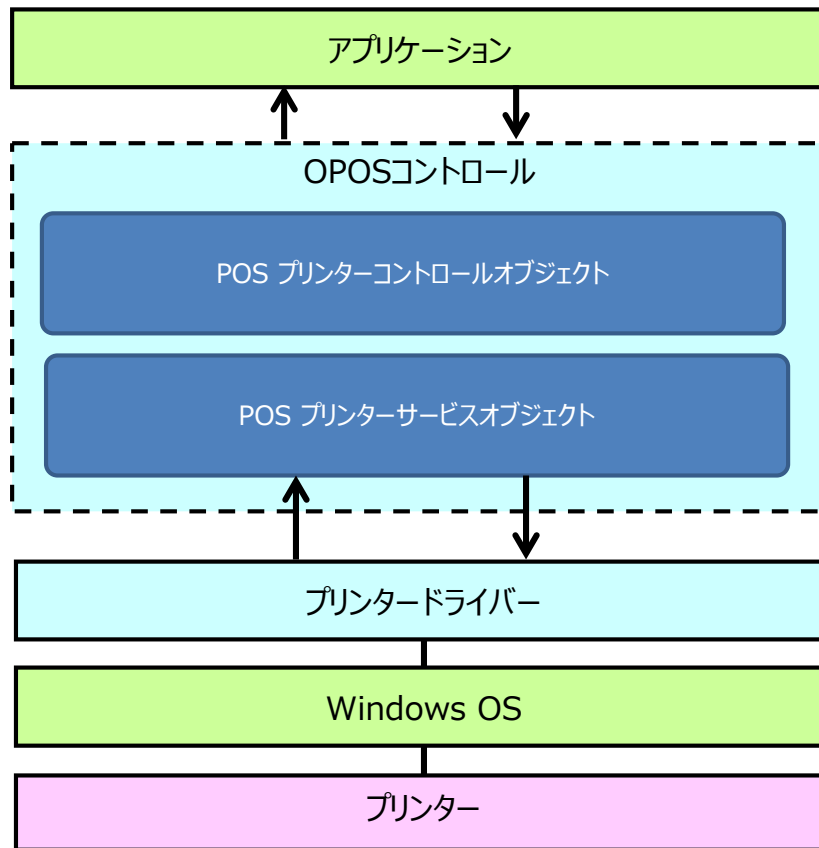 アプリケーション
OPOSコントロール
POS プリンターコントロールオブジェクト
POS プリンターサービスオブジェクト
プリンタードライバー
Windows OS
プリンター